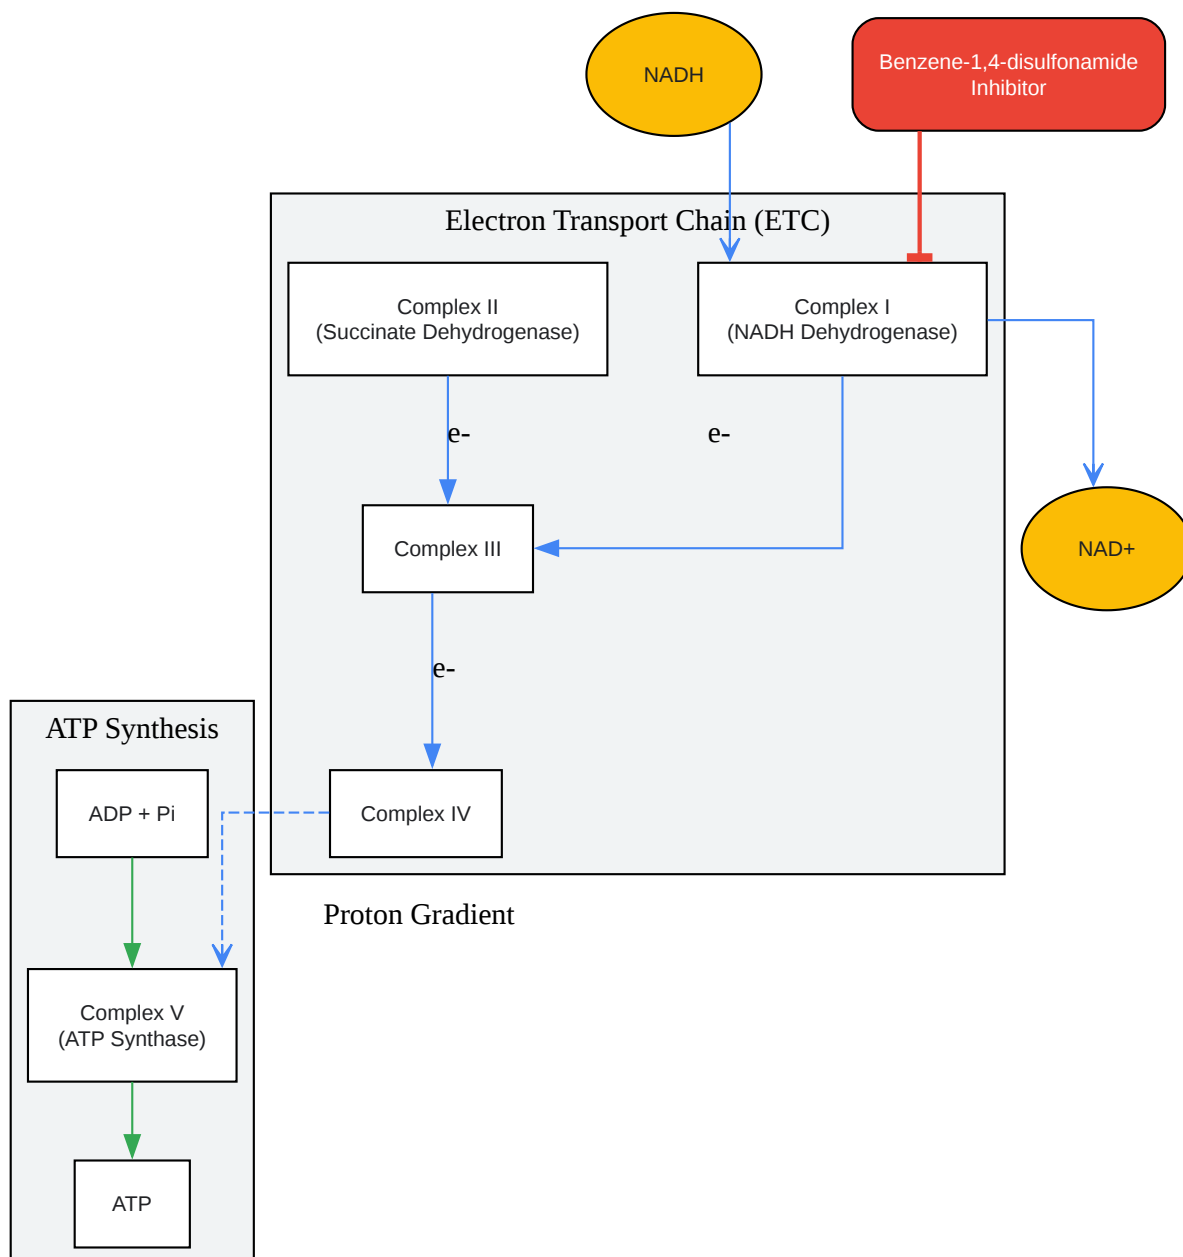 NADH
Benzene-1,4-disulfonamide
Inhibitor
Electron Transport Chain (ETC)
Complex II
(Succinate Dehydrogenase)
Complex I
(NADH Dehydrogenase)
e-
e-
Complex III
NAD+
e-
ATP Synthesis
ADP + Pi
Complex IV
Proton Gradient
Complex V
(ATP Synthase)
ATP